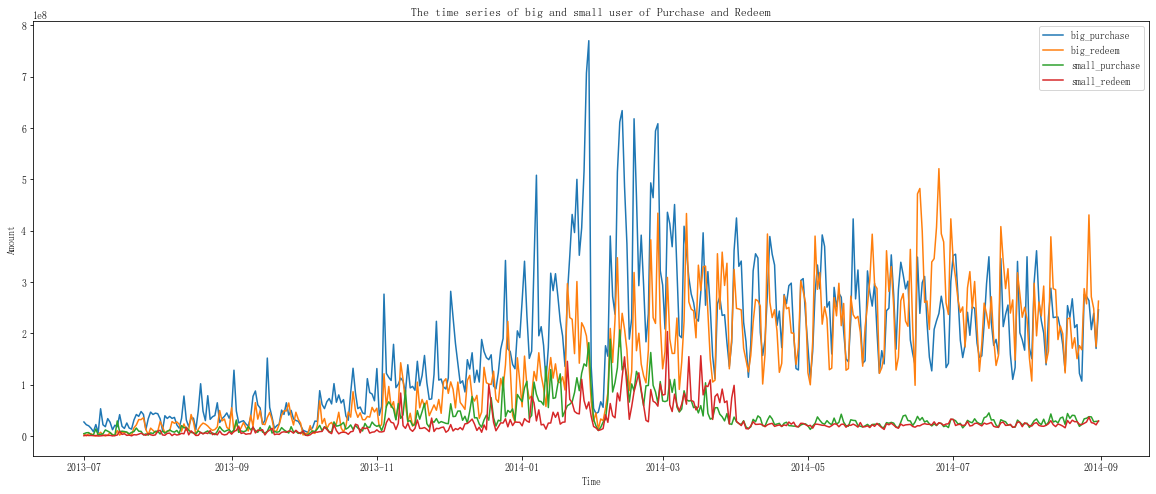 The time series of big and small user of Purchase and Redeem
1e8
8
7
6
5
4
3
2
1
0
Amount
big_purchase
big_redeem
small_purchase
small_redeem
2013-07
2013-09
2013-11
2014-01
2014-03
2014-05
2014-07
2014-09
Time